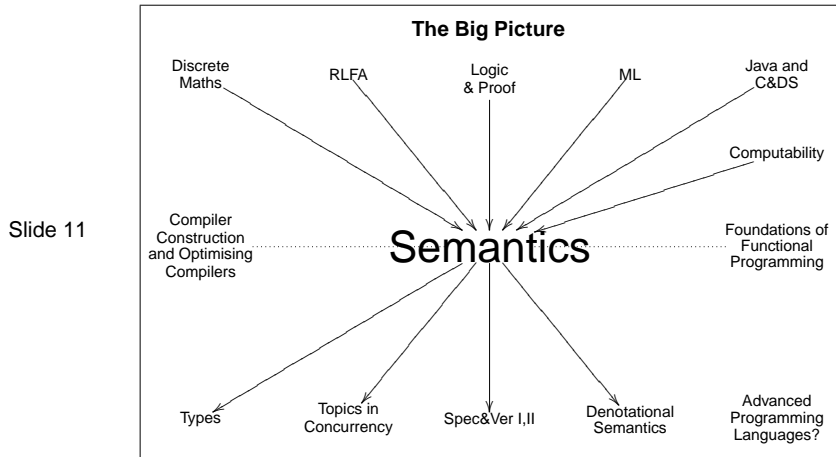 The Big Picture
Discrete
Maths
RLFA
Logic
& Proof
ML
Java and
C&DS
Computability
Slide 11
Compiler
Construction
and Optimising
Compilers
Semantics
Foundations of
Functional
Programming
Types
Topics in
Concurrency
Spec&Ver I,II
Denotational
Semantics
Advanced
Programming
Languages?